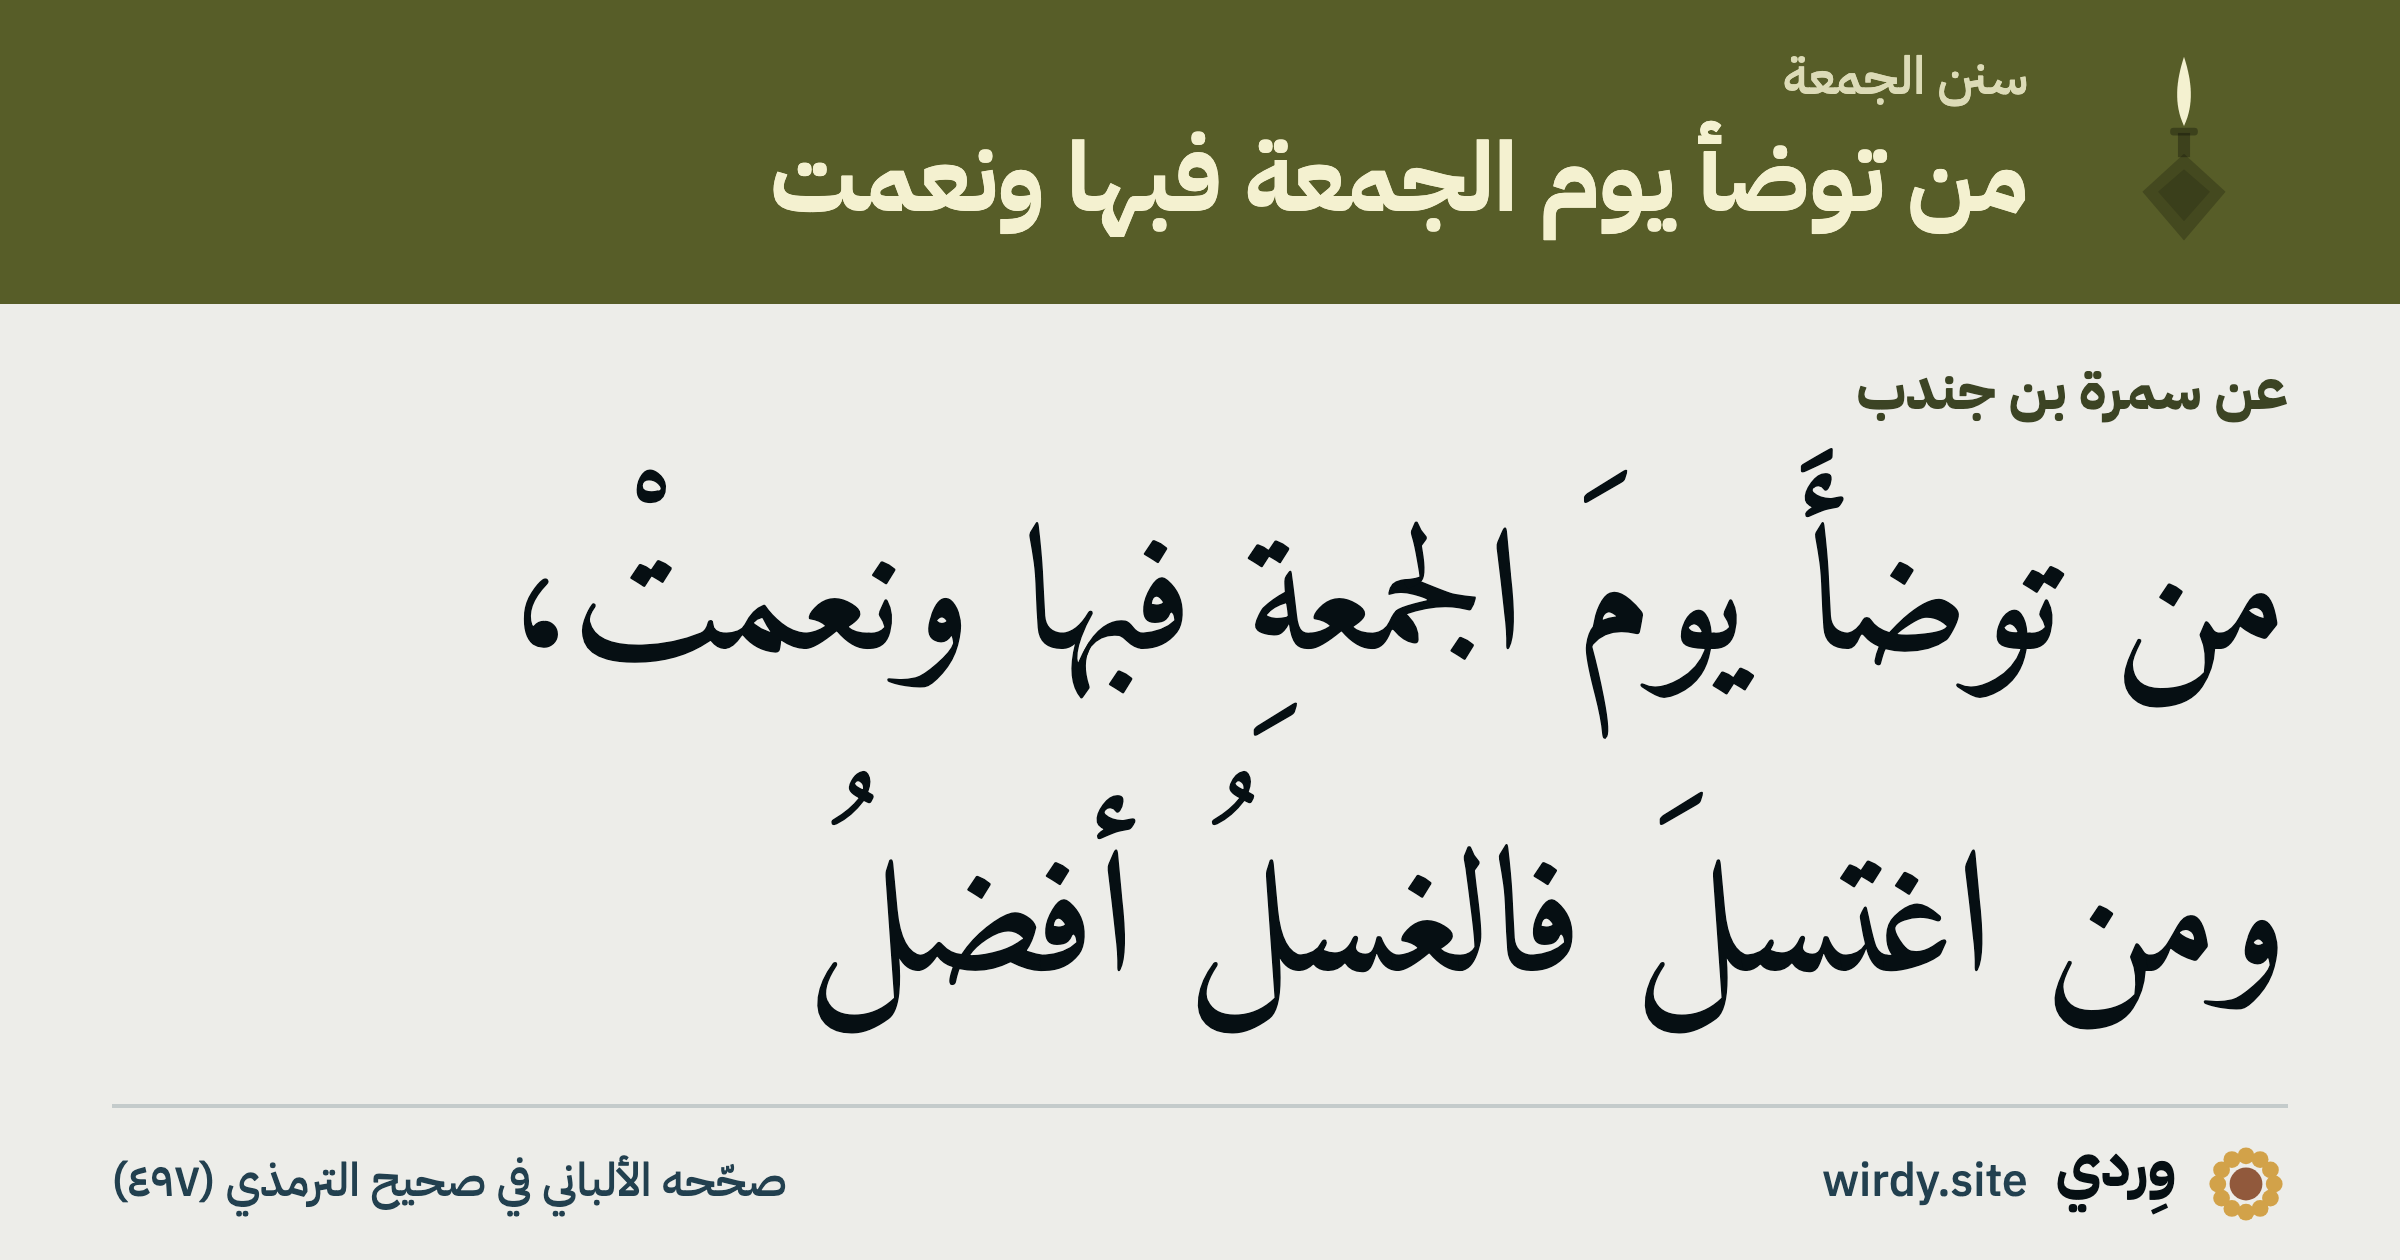 سنن الجمعة
من توضأ يوم الجمعة فبها ونعمت
عن سمرة بن جندب
من توضأَ يومَ الجمعةِ فبها ونعمتْ،
ومن اغتسلَ فالغسلُ أفضلُ
وِردي wirdy.site
صحّحه الألباني في صحيح الترمذي (٤٩٧)